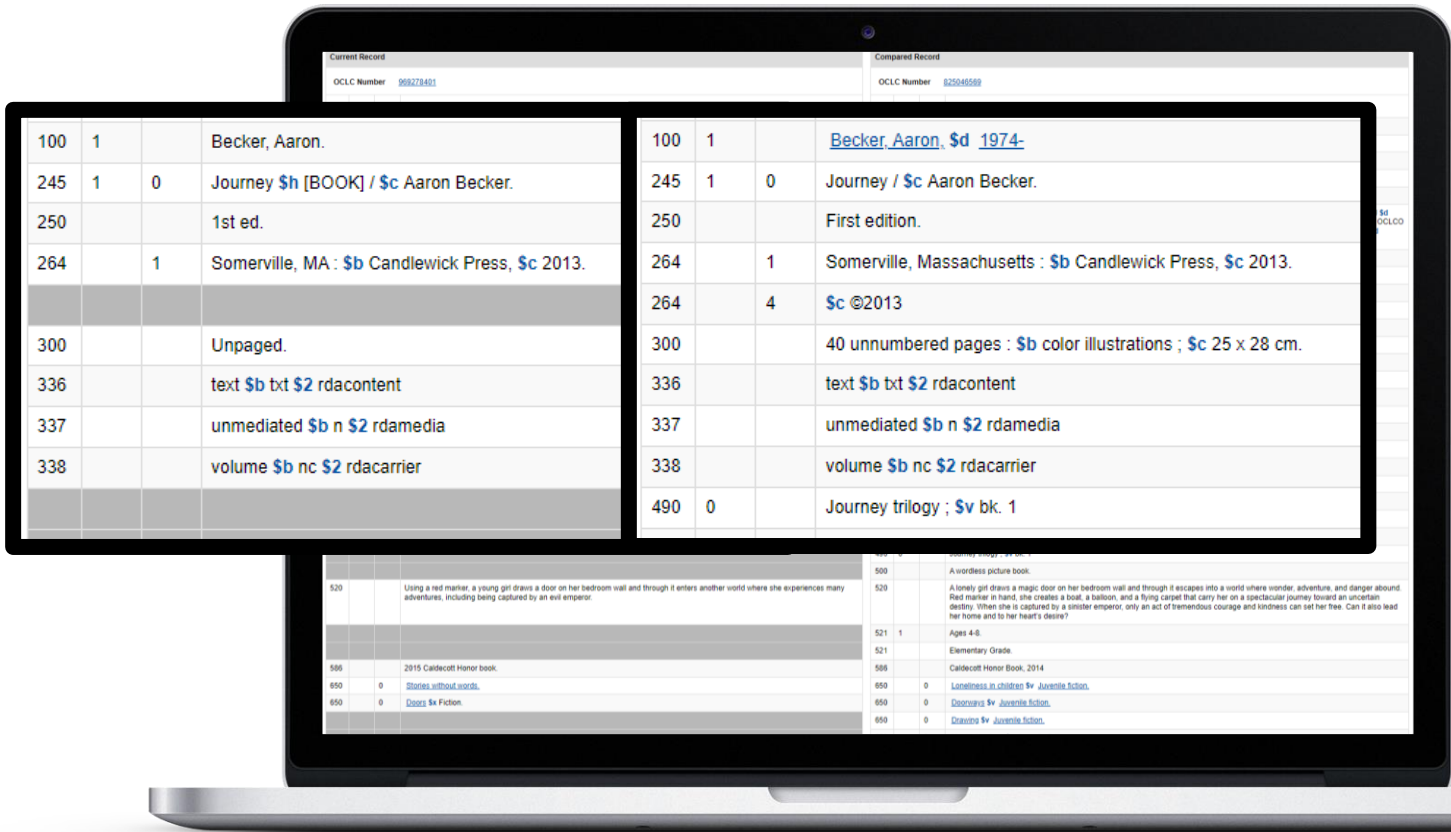 Current Record
Compared Record
OCLC Number 969278401
OCLC Number 825046569
100 1 Becker, Aaron.
245 1 0 Journey $h [BOOK] / $c Aaron Becker.
250 1st ed.
264 1 Somerville, MA : $b Candlewick Press, $c 2013.
300 Unpaged.
336 text $b txt $2 rdacontent
337 unmediated $b n $2 rdamedia
338 volume $b nc $2 rdacarrier
100 1 Becker, Aaron, $d 1974-
245 1 0 Journey / $c Aaron Becker.
250 First edition.
264 1 Somerville, Massachusetts : $b Candlewick Press, $c 2013.
264 4 $c ©2013
300 40 unnumbered pages : $b color illustrations ; $c 25 x 28 cm.
336 text $b txt $2 rdacontent
337 unmediated $b n $2 rdamedia
338 volume $b nc $2 rdacarrier
490 0 Journey trilogy ; $v bk. 1
$d
OCLCO
520 Using a red marker, a young girl draws a door on her bedroom wall and through it enters another world where she experiences many
adventures, including being captured by an evil emperor.
586 2015 Caldecott Honor book.
650 0 Stories without words.
650 0 Doors $x Fiction.
500 A wordless picture book.
520 A lonely girl draws a magic door on her bedroom wall and through it escapes into a world where wonder, adventure, and danger abound.
Red marker in hand, she creates a boat, a balloon, and a flying carpet that carry her on a spectacular journey toward an uncertain
destiny. When she is captured by a sinister emperor, only an act of tremendous courage and kindness can set her free. Can it also lead
her home and to her heart's desire?
521 1 Ages 4-8.
521 Elementary Grade.
586 Caldecott Honor Book, 2014
650 0 Loneliness in children $v Juvenile fiction.
650 0 Doorways $v Juvenile fiction.
650 0 Drawing $v Juvenile fiction.